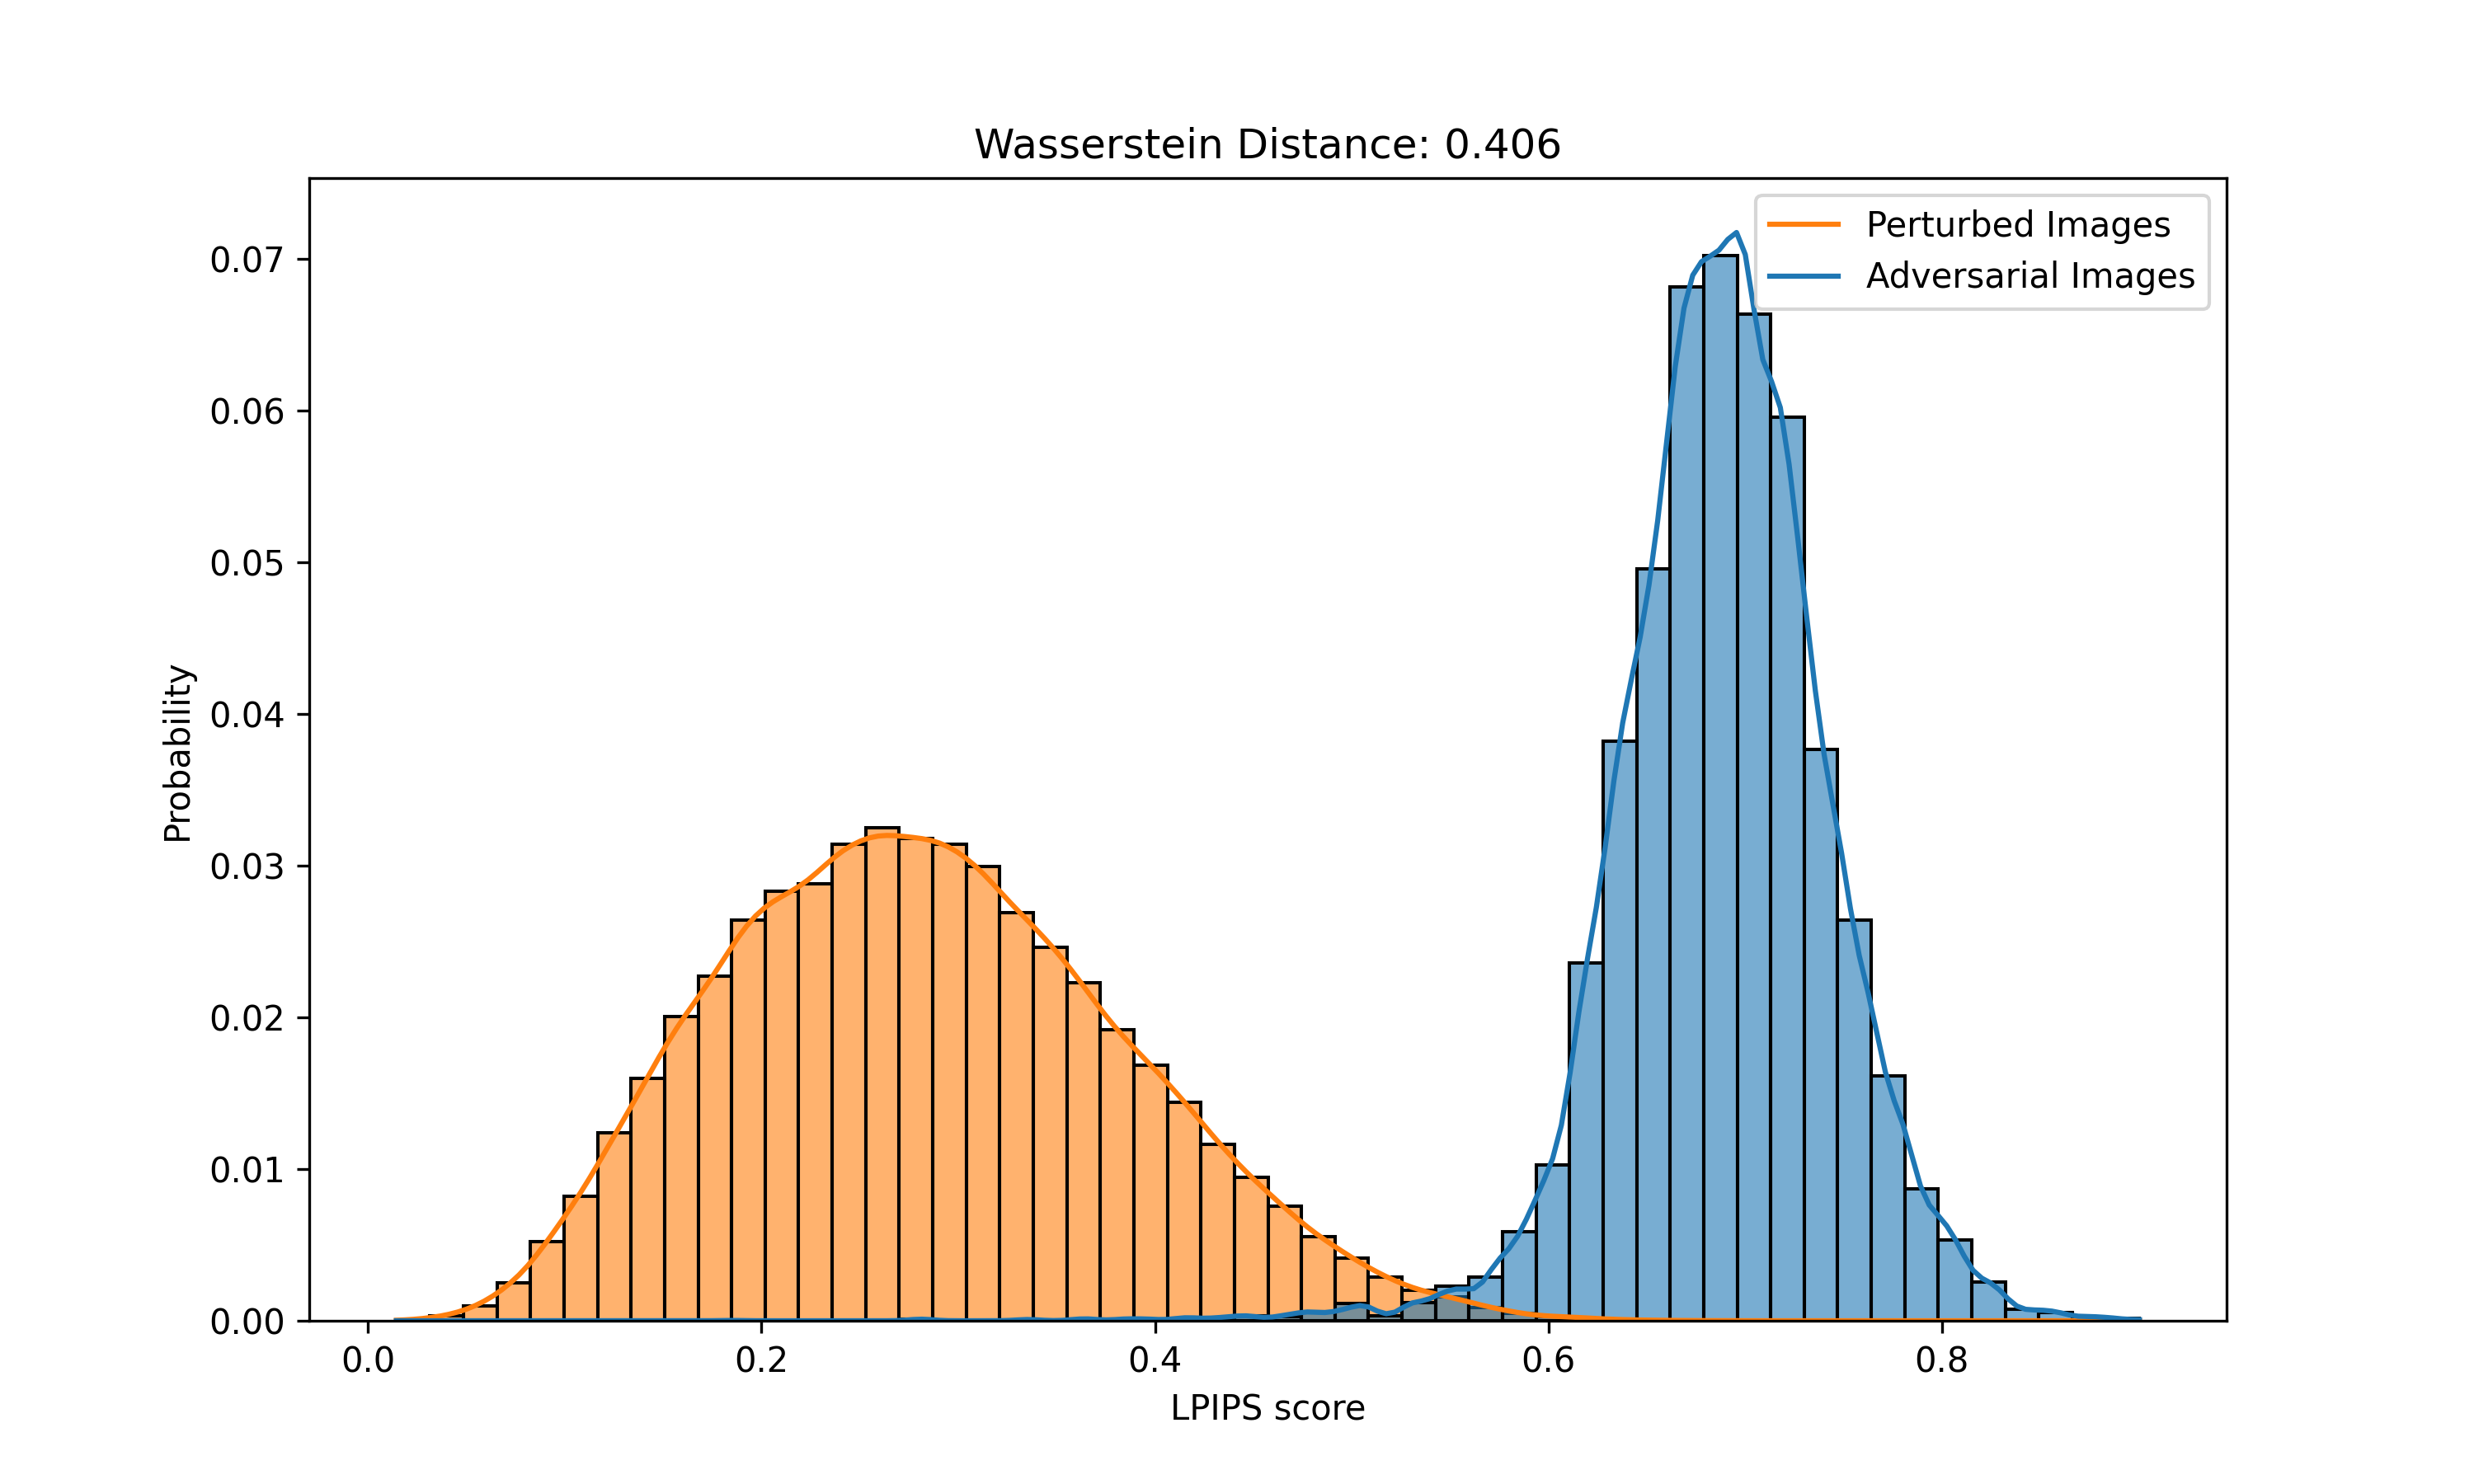 Wasserstein Distance: 0.406
Perturbed Images
Adversarial Images
Probability
0.07
0.06
0.05
0.04
0.03
0.02
0.01
0.00
0.0 0.2 0.4 0.6 0.8
LPIPS score